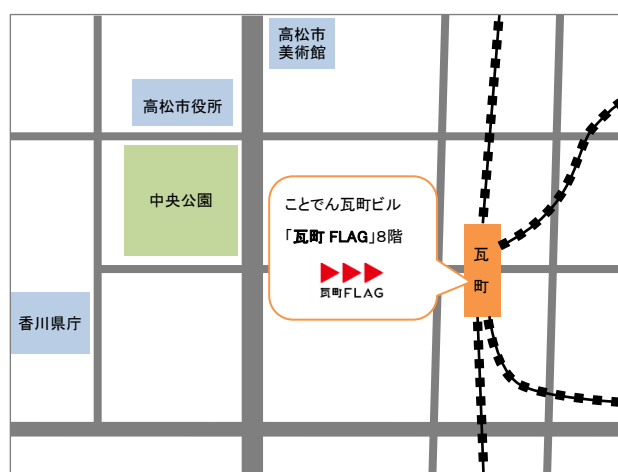 高松市
美術館
高松市役所
中央公園
ことでん瓦町ビル
「瓦町 FLAG」8階
瓦町FLAG
瓦
町
香川県庁